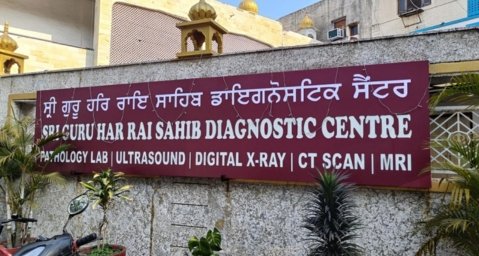 ਸ੍ਰੀ ਗੁਰੂ ਹਰਿ ਰਾਇ ਸਾਹਿਬ ਡਾਇਗਨੋਸਟਿਕ ਸੈਂਟਰ
SRI GURU HAR RAI SAHIB DIAGNOSTIC CENTRE
PATHOLOGY LAB | ULTRASOUND | DIGITAL X-RAY | CT SCAN | MRI